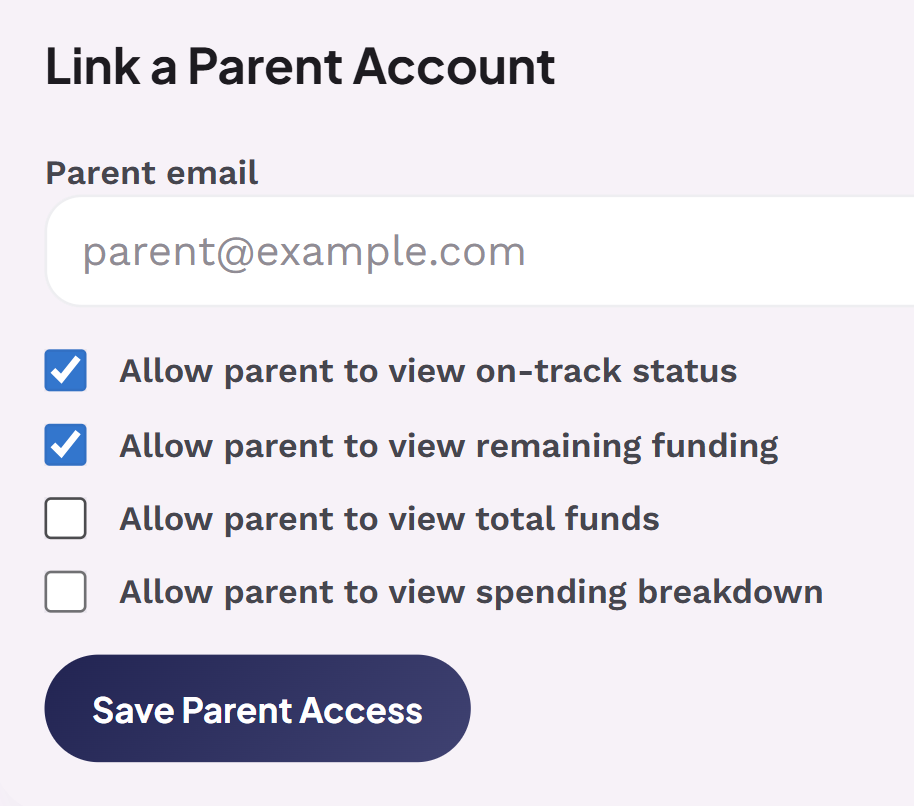 Link a Parent Account
Parent email
parent@example.com
Allow parent to view on-track status
Allow parent to view remaining funding
Allow parent to view total funds
Allow parent to view spending breakdown
Save Parent Access